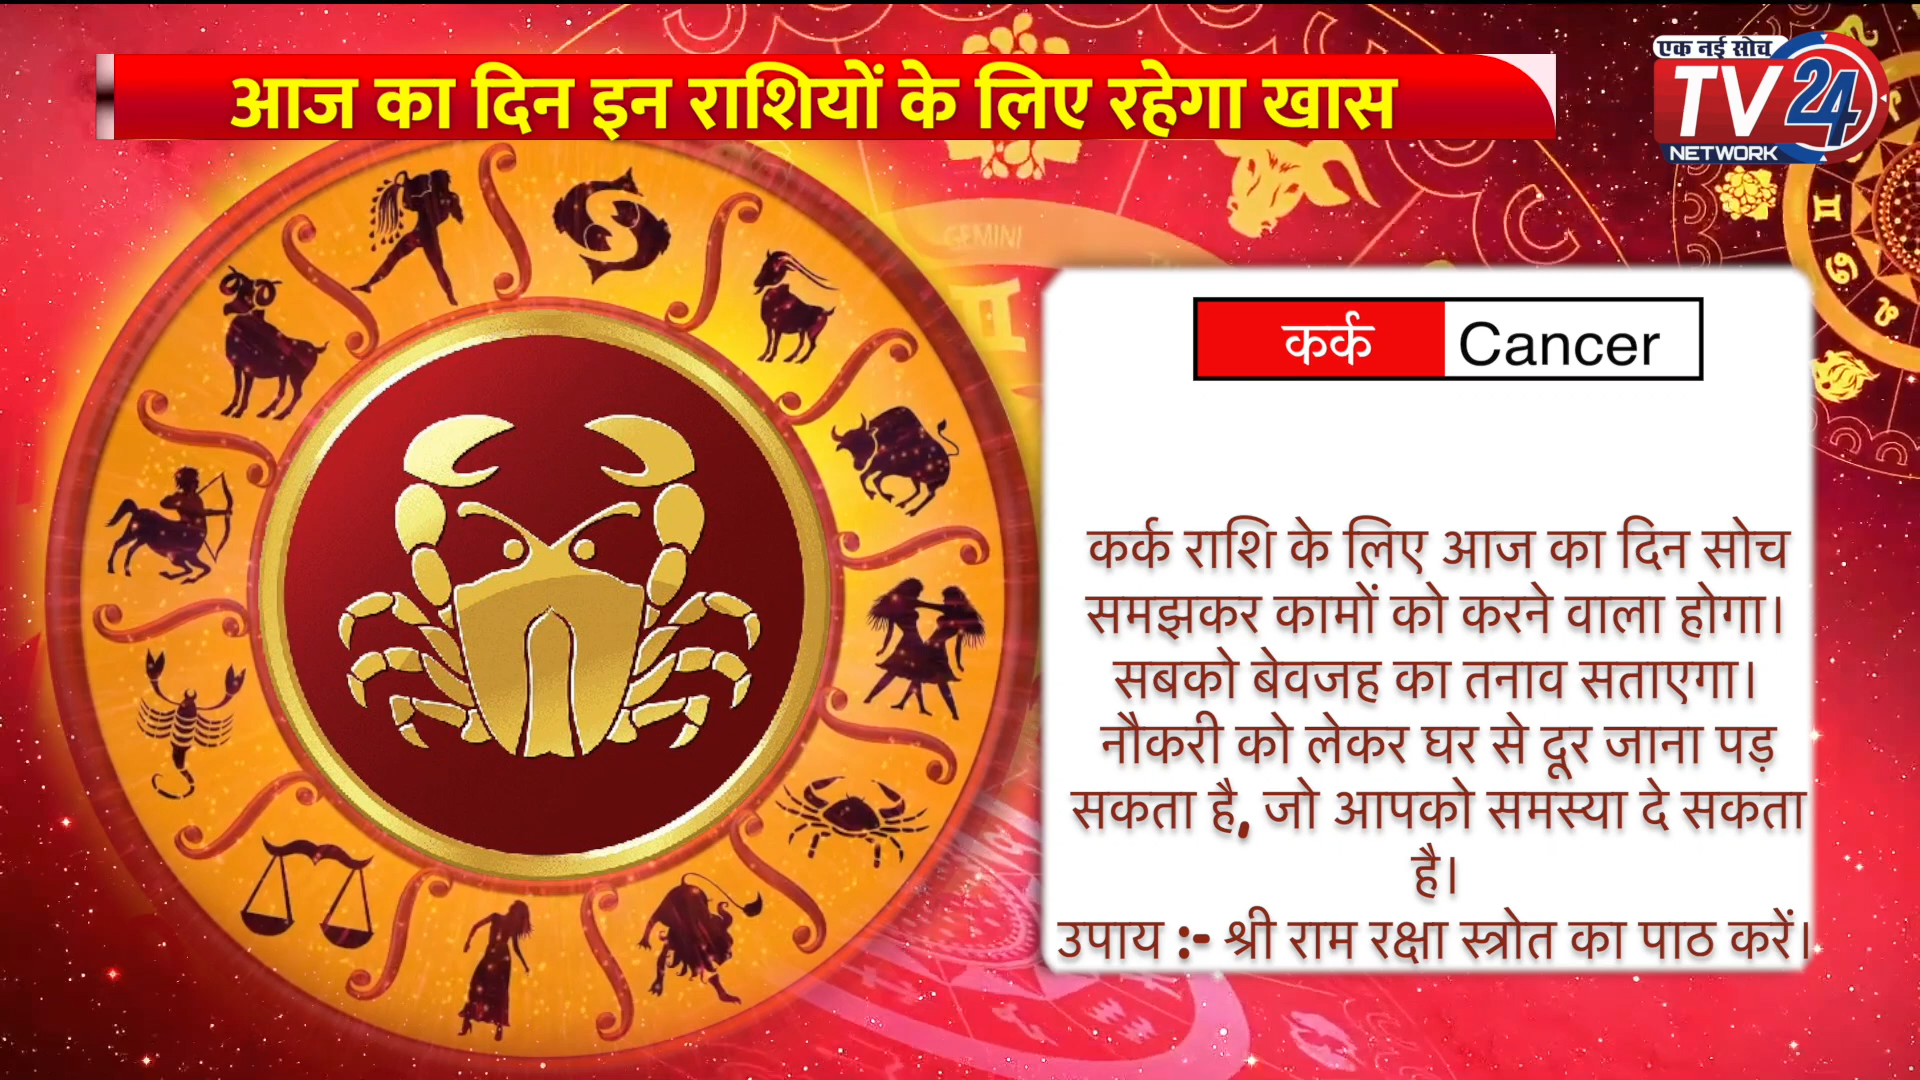 आज का दिन इन राशियों के लिए रहेगा खास
एक नई सोच
TV24
NETWORK
GEMINI
कर्क Cancer
कर्क राशि के लिए आज का दिन सोच
समझकर कामों को करने वाला होगा।
सबको बेवजह का तनाव सताएगा।
नौकरी को लेकर घर से दूर जाना पड़
सकता है, जो आपको समस्या दे सकता
है।
उपाय :- श्री राम रक्षा स्त्रोत का पाठ करें।